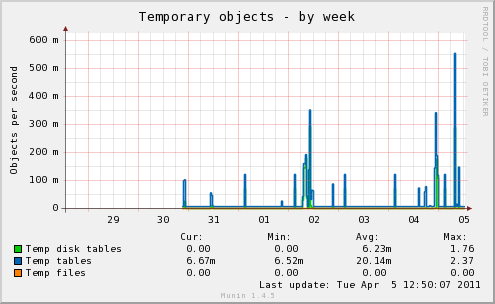 Temporary objects - by week
RRDTOOL / TOBI OETIKER
Objects per second
600 m
500 m
400 m
300 m
200 m
100 m
0
29 30 31 01 02 03 04 05
Cur: Min: Avg: Max:
Temp disk tables 0.00 0.00 6.23m 1.76
Temp tables 6.67m 6.52m 20.14m 2.37
Temp files 0.00 0.00 0.00 0.00
Last update: Tue Apr 5 12:50:07 2011
Munin 1.4.5